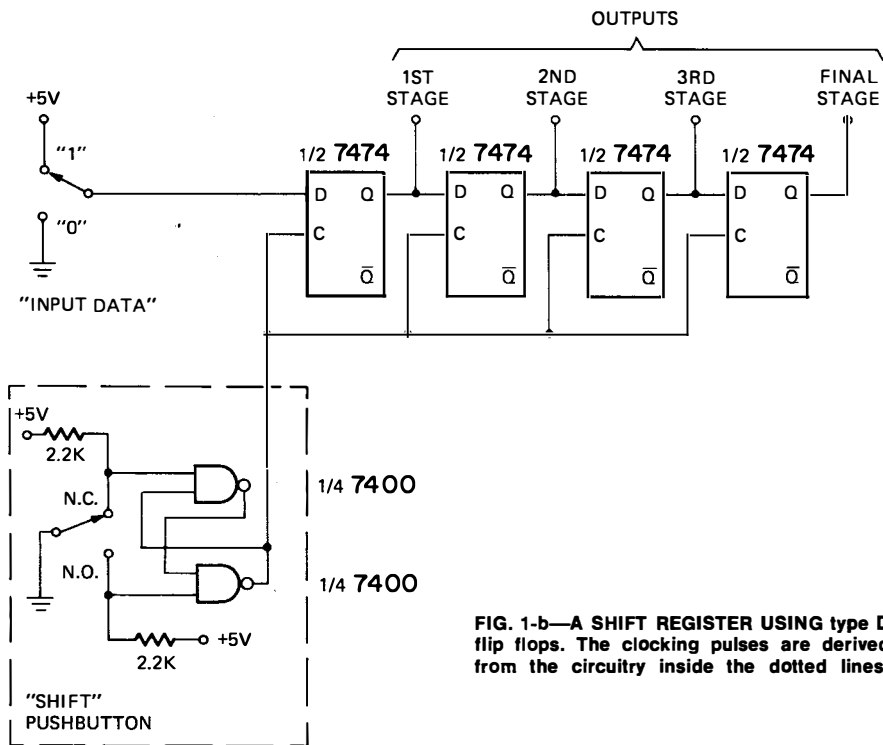 OUTPUTS
1ST
STAGE
2ND
STAGE
3RD
STAGE
FINAL
STAGE
+5V
"1"
"0"
"INPUT DATA"
1/2 7474
D Q
C
Q̅
1/2 7474
D Q
C
Q̅
1/2 7474
D Q
C
Q̅
1/2 7474
D Q
C
Q̅
+5V
2.2K
N.C.
N.O.
2.2K
+5V
1/4 7400
1/4 7400
"SHIFT"
PUSHBUTTON
FIG. 1-b—A SHIFT REGISTER USING type D
flip flops. The clocking pulses are derived
from the circuitry inside the dotted lines